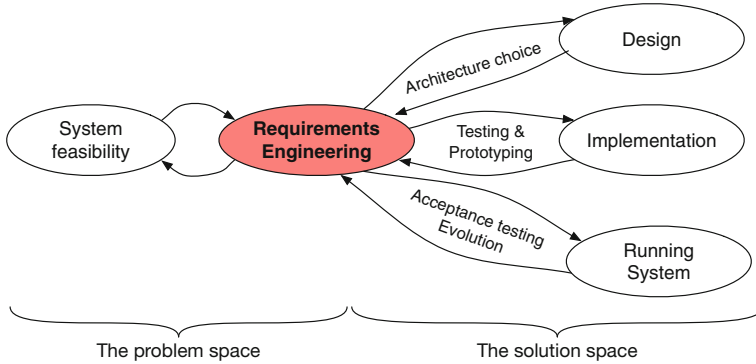 Design
Architecture choice
System
feasibility
Requirements
Engineering
Testing &
Prototyping
Implementation
Acceptance testing
Evolution
Running
System
The problem space
The solution space